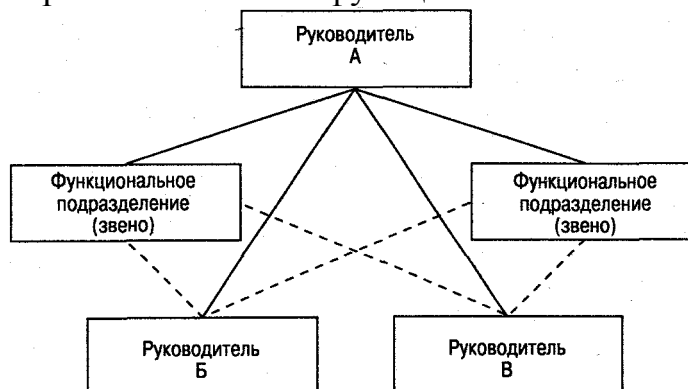 Руководитель
А
Функциональное
подразделение
(звено)
Функциональное
подразделение
(звено)
Руководитель
Б
Руководитель
В